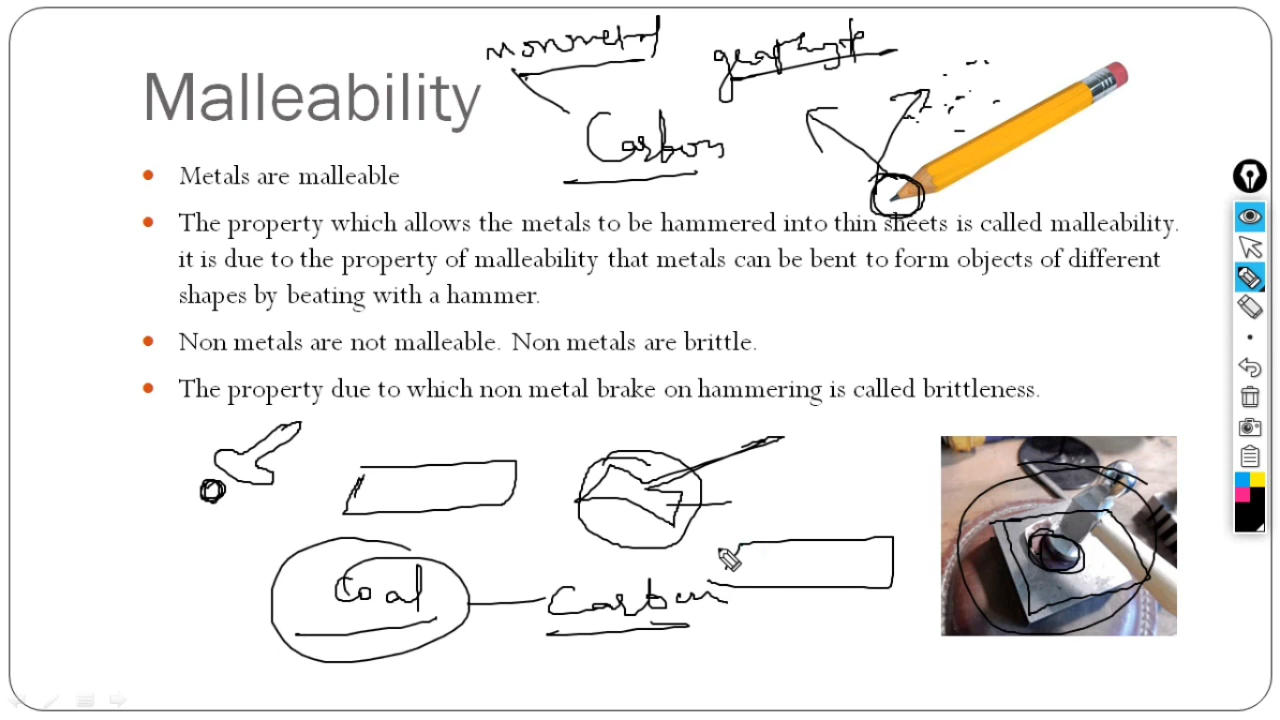 nonmetal
geaphyt
Malleability
Carbon
Metals are malleable
The property which allows the metals to be hammered into thin sheets is called malleability.
it is due to the property of malleability that metals can be bent to form objects of different
shapes by beating with a hammer.
Non metals are not malleable. Non metals are brittle.
The property due to which non metal brake on hammering is called brittleness.
Coal
Carbon